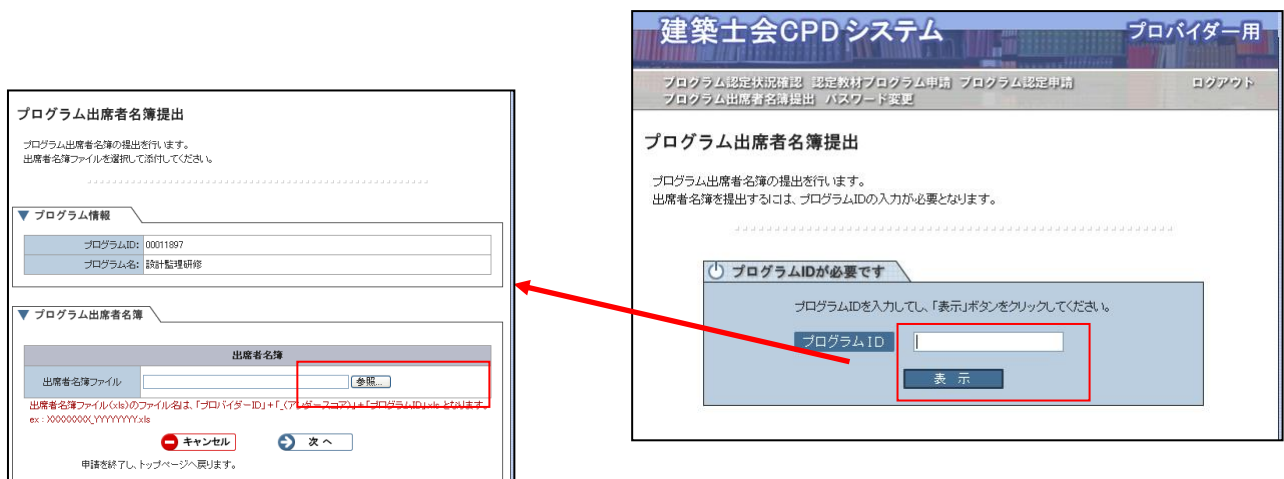 建築士会CPDシステム
プロバイダー用
プログラム認定状況確認 認定教材プログラム申請 プログラム認定申請
ログアウト
プログラム出席者名簿提出 パスワード変更
プログラム出席者名簿提出
プログラム出席者名簿の提出を行います。
出席者名簿を提出するには、プログラムIDの入力が必要となります。
プログラムIDが必要です
プログラムIDを入力してし、「表示」ボタンをクリックしてください。
プログラムID
表 示
プログラム出席者名簿提出
プログラム出席者名簿の提出を行います。
出席者名簿ファイルを選択して添付してください。
プログラム情報
プログラムID: 00011897
プログラム名: 設計監理研修
プログラム出席者名簿
出席者名簿
出席者名簿ファイル
参照...
出席者名簿ファイル(xls)のファイル名は、「プロバイダーID」+「_(アンダースコア)」+「プログラムID」.xls となります。
ex : XXXXXXXX_YYYYYYYY.xls
キャンセル
次 へ
申請を終了し、トップページへ戻ります。